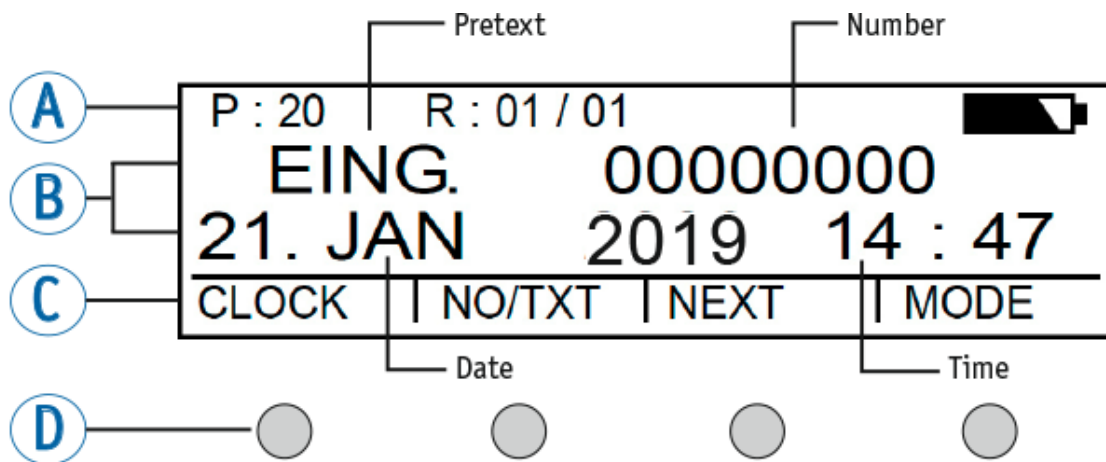 Pretext Number
A P : 20 R : 01 / 01
EING. 00000000
B
21. JAN 2019 14 : 47
C CLOCK | NO/TXT | NEXT | MODE
Date Time
D